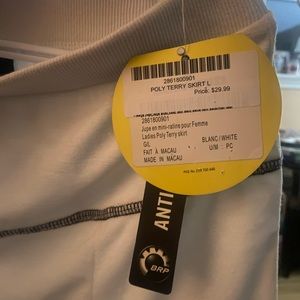 2861800901
POLY TERRY SKIRT L
Price: $29.99
2861800901
Jupe en mini-ratine pour Femme
Ladies Poly Terry skirt
G/L BLANC/WHITE
FAIT À MACAU U/M PC
MADE IN MACAU
ANTI
BRP